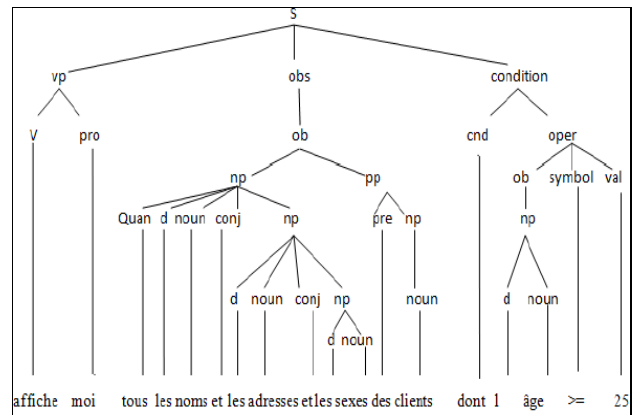 S
vp obs condition
V pro ob cnd oper
np pp ob symbol val
Quan d noun conj np pre np np
d noun conj np noun d noun
d noun
affiche moi tous les noms et les adresses et les sexes des clients dont l âge >= 25